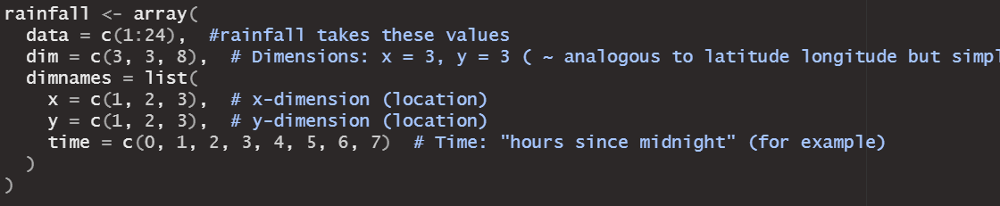 rainfall <- array(
  data = c(1:24),  #rainfall takes these values
  dim = c(3, 3, 8),  # Dimensions: x = 3, y = 3 ( ~ analogous to latitude longitude but
  dimnames = list(
    x = c(1, 2, 3),  # x-dimension (location)
    y = c(1, 2, 3),  # y-dimension (location)
    time = c(0, 1, 2, 3, 4, 5, 6, 7)  # Time: "hours since midnight" (for example)
  )
)